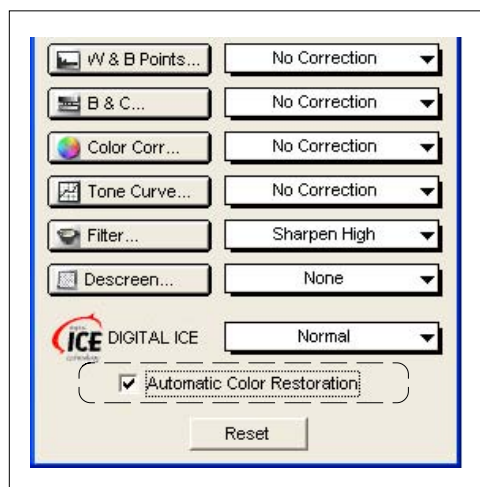 W & B Points... No Correction
B & C... No Correction
Color Corr... No Correction
Tone Curve... No Correction
Filter... Sharpen High
Descreen... None
ICE DIGITAL ICE Normal
Automatic Color Restoration
Reset